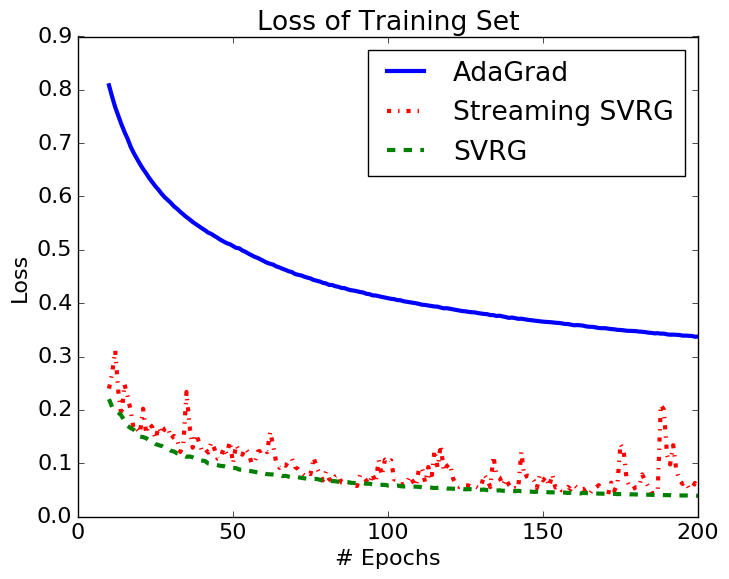 Loss of Training Set
0.9
0.8
0.7
0.6
0.5
0.4
0.3
0.2
0.1
0.0
Loss
AdaGrad
Streaming SVRG
SVRG
0 50 100 150 200
# Epochs